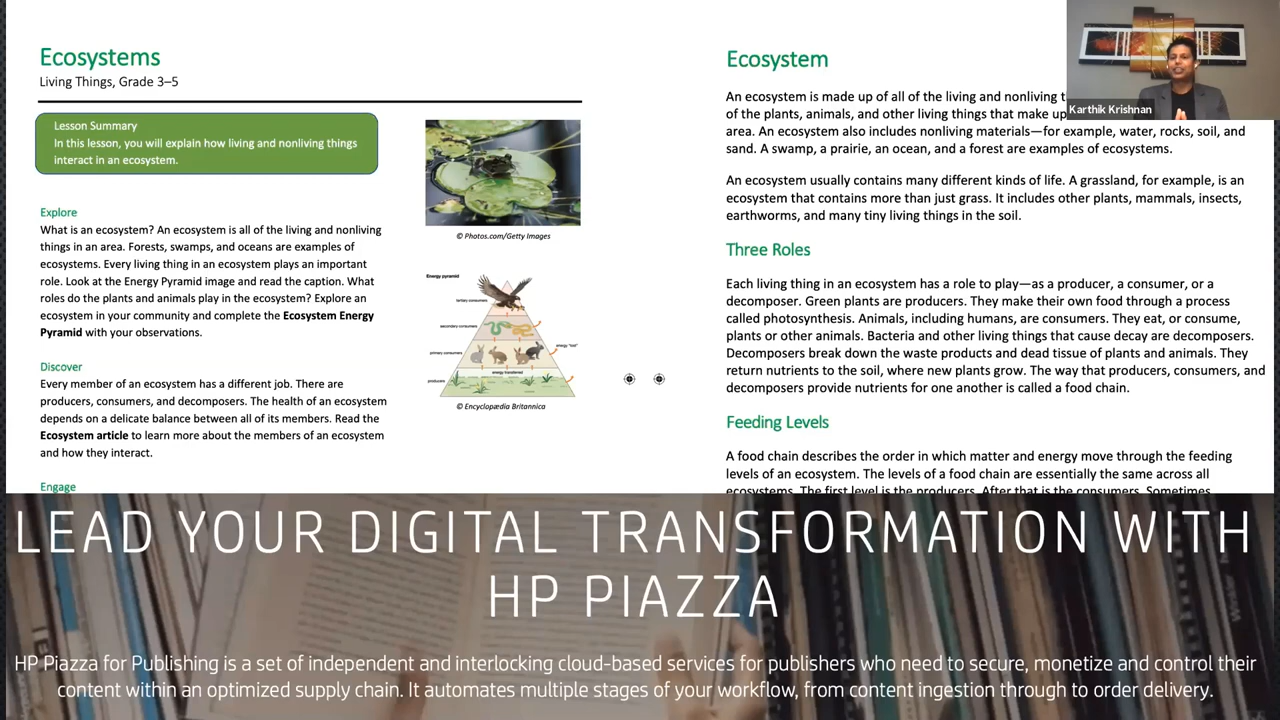 Ecosystems
Living Things, Grade 3–5
Lesson Summary
In this lesson, you will explain how living and nonliving things
interact in an ecosystem.
Explore
What is an ecosystem? An ecosystem is all of the living and nonliving
things in an area. Forests, swamps, and oceans are examples of
ecosystems. Every living thing in an ecosystem plays an important
role. Look at the Energy Pyramid image and read the caption. What
roles do the plants and animals play in the ecosystem? Explore an
ecosystem in your community and complete the Ecosystem Energy
Pyramid with your observations.
Discover
Every member of an ecosystem has a different job. There are
producers, consumers, and decomposers. The health of an ecosystem
depends on a delicate balance between all of its members. Read the
Ecosystem article to learn more about the members of an ecosystem
and how they interact.
Engage
© Photos.com/Getty Images
Energy pyramid
tertiary consumers
secondary consumers
primary consumers
energy "lost"
energy transferred
producers
© Encyclopædia Britannica
Ecosystem
An ecosystem is made up of all of the living and nonliving
of the plants, animals, and other living things that make up
area. An ecosystem also includes nonliving materials—for example, water, rocks, soil, and
sand. A swamp, a prairie, an ocean, and a forest are examples of ecosystems.
An ecosystem usually contains many different kinds of life. A grassland, for example, is an
ecosystem that contains more than just grass. It includes other plants, mammals, insects,
earthworms, and many tiny living things in the soil.
Three Roles
Each living thing in an ecosystem has a role to play—as a producer, a consumer, or a
decomposer. Green plants are producers. They make their own food through a process
called photosynthesis. Animals, including humans, are consumers. They eat, or consume,
plants or other animals. Bacteria and other living things that cause decay are decomposers.
Decomposers break down the waste products and dead tissue of plants and animals. They
return nutrients to the soil, where new plants grow. The way that producers, consumers, and
decomposers provide nutrients for one another is called a food chain.
Feeding Levels
A food chain describes the order in which matter and energy move through the feeding
levels of an ecosystem. The levels of a food chain are essentially the same across all
ecosystems. The first level is the producers. After that is the consumers. Sometimes
Karthik Krishnan
LEAD YOUR DIGITAL TRANSFORMATION WITH
HP PIAZZA
HP Piazza for Publishing is a set of independent and interlocking cloud-based services for publishers who need to secure, monetize and control their
content within an optimized supply chain. It automates multiple stages of your workflow, from content ingestion through to order delivery.